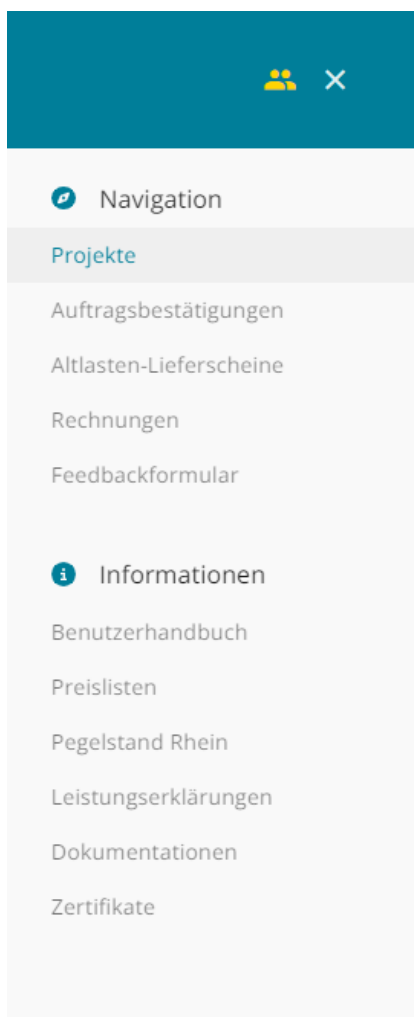 Navigation
Projekte
Auftragsbestätigungen
Altlasten-Lieferscheine
Rechnungen
Feedbackformular
Informationen
Benutzerhandbuch
Preislisten
Pegelstand Rhein
Leistungserklärungen
Dokumentationen
Zertifikate